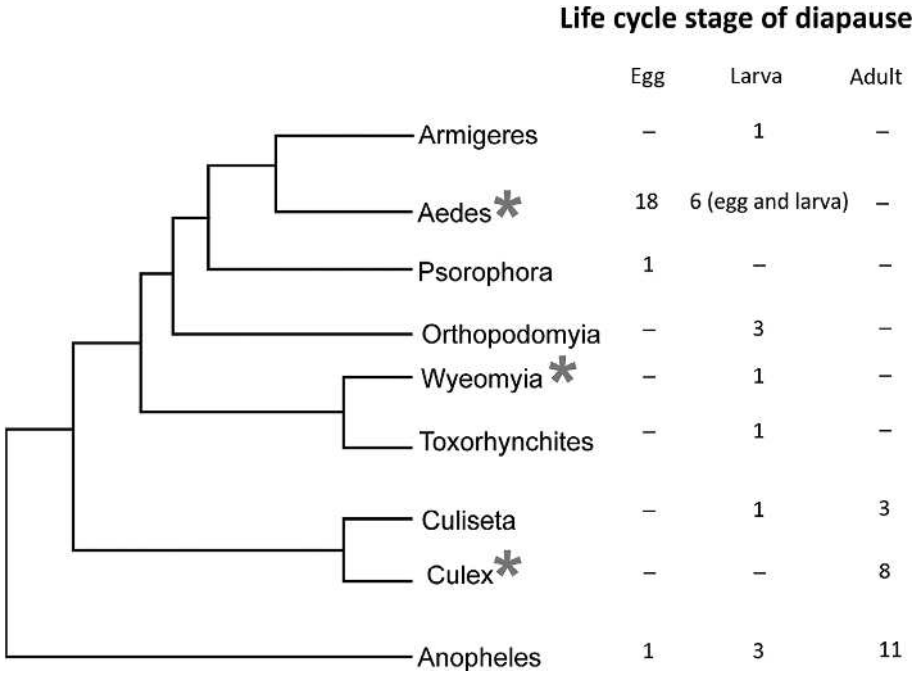 Life cycle stage of diapause
Egg Larva Adult
Armigeres – 1 –
Aedes* 18 6 (egg and larva) –
Psorophora 1 – –
Orthopodomyia – 3 –
Wyeomyia* – 1 –
Toxorhynchites – 1 –
Culiseta – 1 3
Culex* – – 8
Anopheles 1 3 11